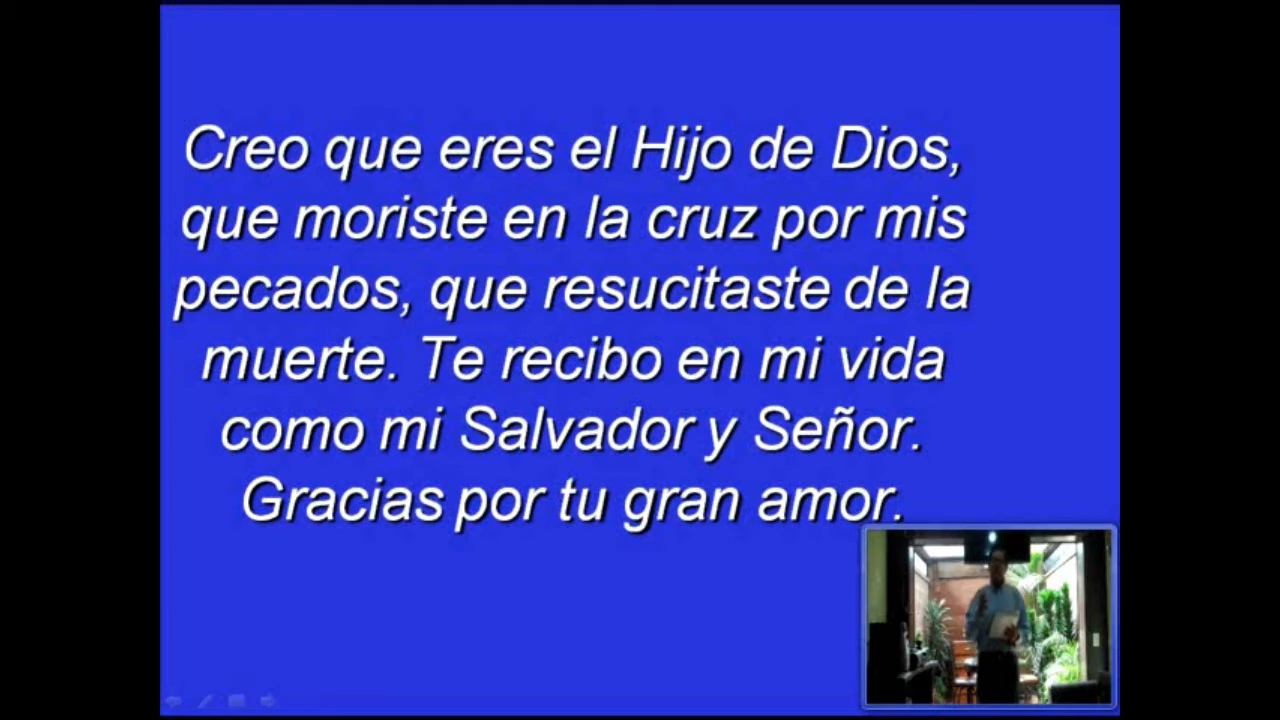 Creo que eres el Hijo de Dios,
que moriste en la cruz por mis
pecados, que resucitaste de la
muerte. Te recibo en mi vida
como mi Salvador y Señor.
Gracias por tu gran amor.